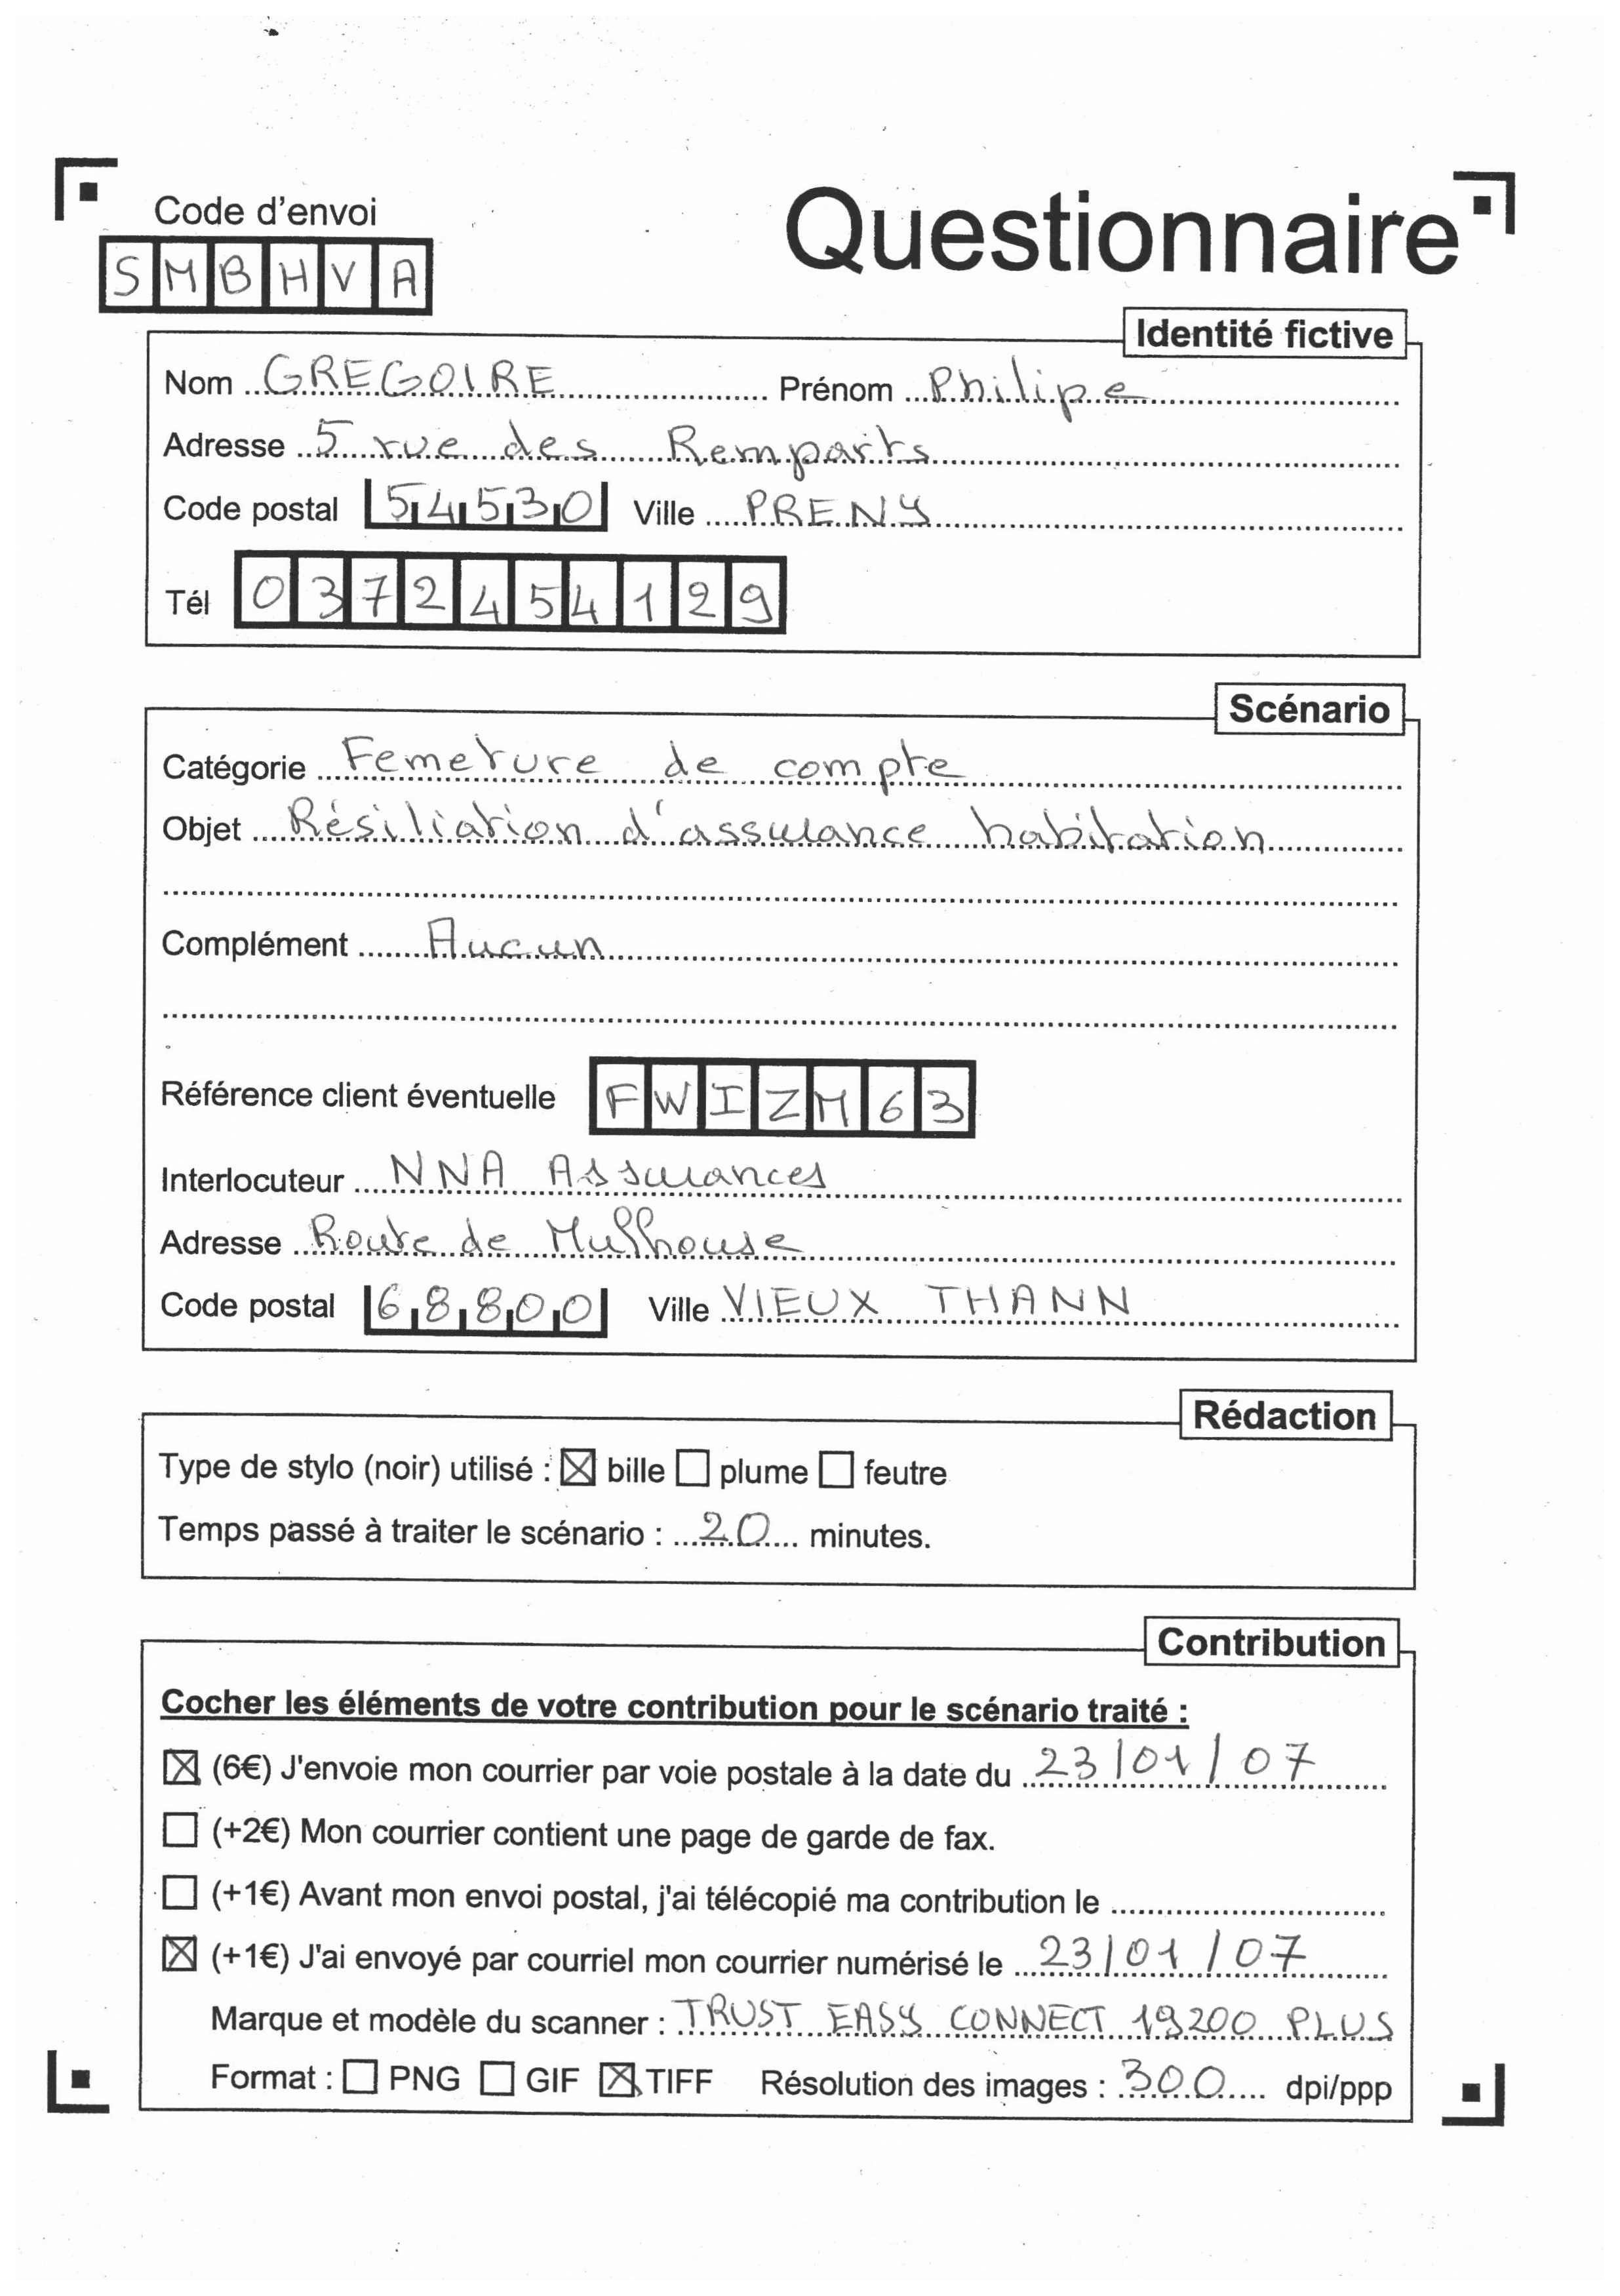 Code d'envoi
SMBHVA
Questionnaire
Identité fictive
Nom GREGOIRE Prénom Philipe
Adresse 5 rue des Remparts
Code postal 54530 Ville PRENY
Tél 0372454129
Scénario
Catégorie Femeture de compte
Objet Résiliation d'assurance habitation
Complément Aucun
Référence client éventuelle FWIZM63
Interlocuteur NNA Assurances
Adresse Route de Mulhouse
Code postal 68800 Ville VIEUX THANN
Rédaction
Type de stylo (noir) utilisé : ☒ bille ☐ plume ☐ feutre
Temps passé à traiter le scénario : 20 minutes.
Contribution
Cocher les éléments de votre contribution pour le scénario traité :
☒ (6€) J'envoie mon courrier par voie postale à la date du 23/01/07
☐ (+2€) Mon courrier contient une page de garde de fax.
☐ (+1€) Avant mon envoi postal, j'ai télécopié ma contribution le
☒ (+1€) J'ai envoyé par courriel mon courrier numérisé le 23/01/07
Marque et modèle du scanner : TRUST EASY CONNECT 19200 PLUS
Format : ☐ PNG ☐ GIF ☒ TIFF Résolution des images : 300 dpi/ppp